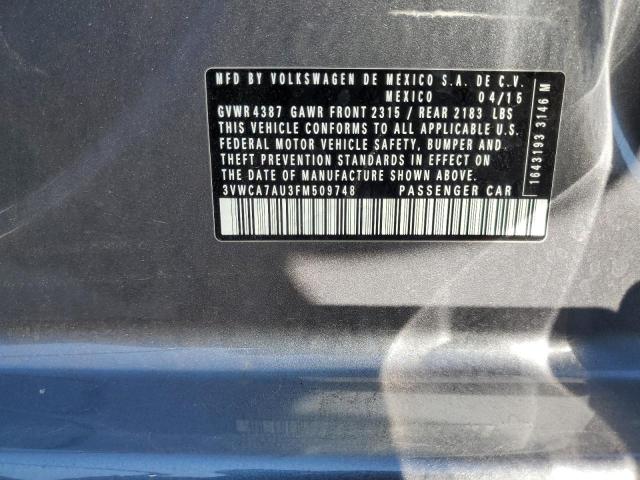 MFD BY VOLKSWAGEN DE MEXICO S.A. DE C.V.
MEXICO 04/15
GVWR 4387 GAWR FRONT 2315 / REAR 2183 LBS
THIS VEHICLE CONFORMS TO ALL APPLICABLE U.S.
FEDERAL MOTOR VEHICLE SAFETY, BUMPER AND
THEFT PREVENTION STANDARDS IN EFFECT ON
THE DATE OF MANUFACTURE SHOWN ABOVE.
3VWCA7AU3FM509748 PASSENGER CAR
1643193 3146 M